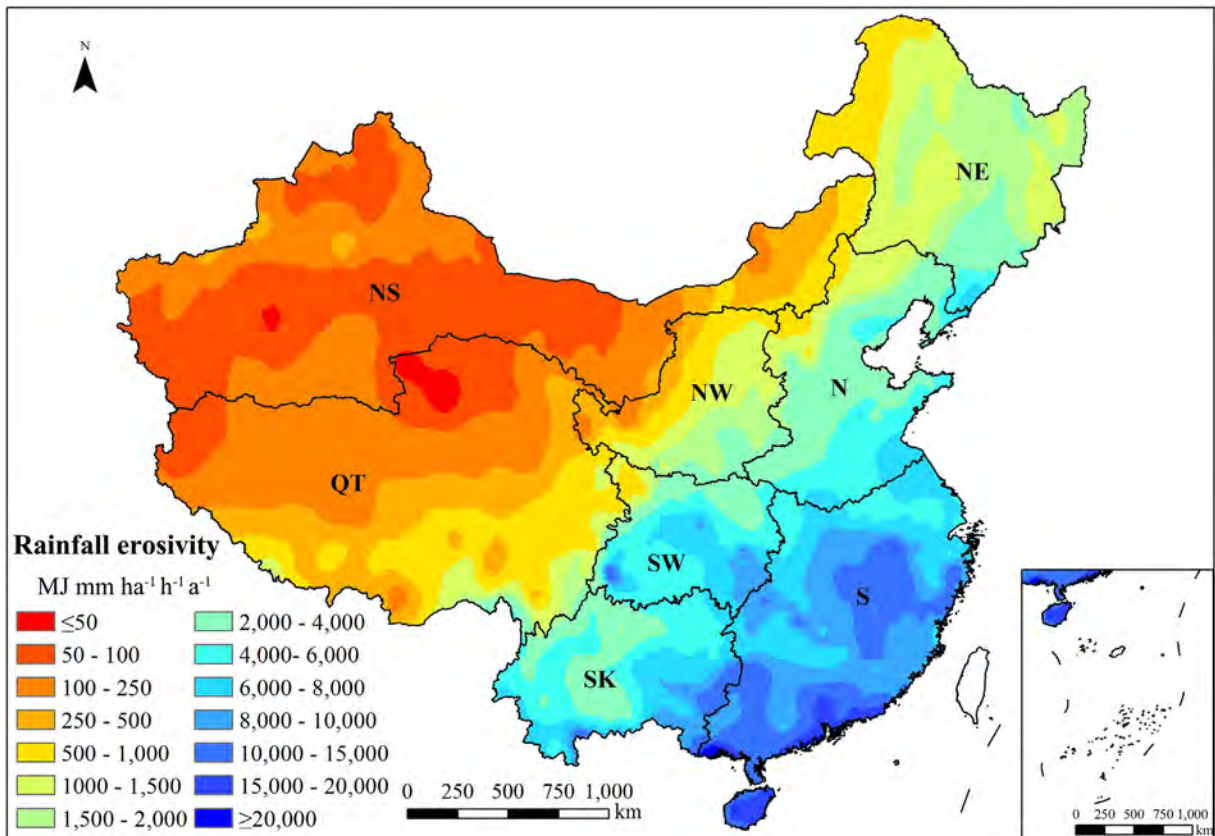 N
NE
NS
NW
N
QT
SW
S
SK
Rainfall erosivity
MJ mm ha⁻¹ h⁻¹ a⁻¹
≤50
50 - 100
100 - 250
250 - 500
500 - 1,000
1000 - 1,500
1,500 - 2,000
2,000 - 4,000
4,000- 6,000
6,000 - 8,000
8,000 - 10,000
10,000 - 15,000
15,000 - 20,000
≥20,000
0 250 500 750 1,000
km
0 250 500 750 1,000
km